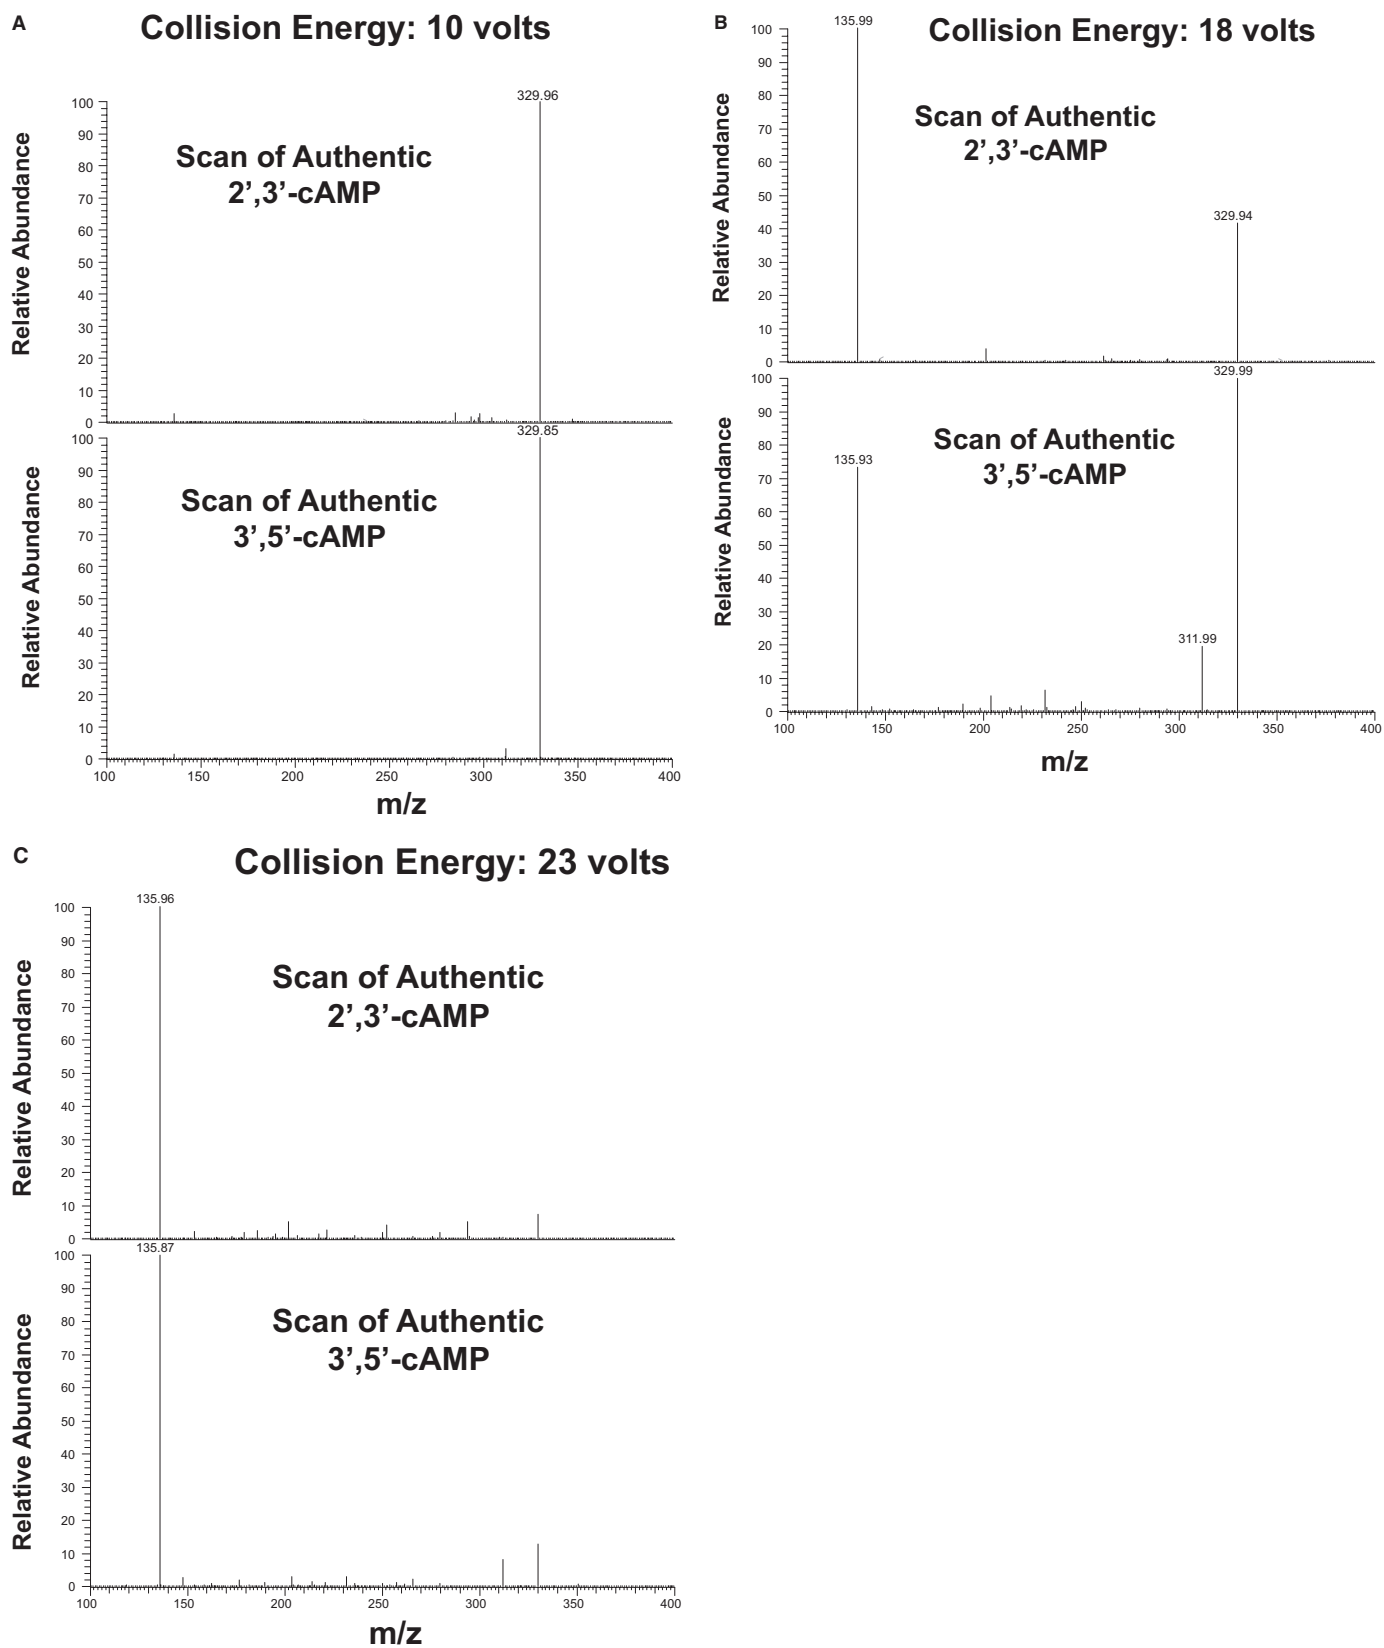 A
Collision Energy: 10 volts
329.96
100
90
80
70
60
50
40
30
20
10
0
Relative Abundance
Scan of Authentic
2’,3’-cAMP
329.85
100
90
80
70
60
50
40
30
20
10
0
Relative Abundance
Scan of Authentic
3’,5’-cAMP
100 150 200 250 300 350 400
m/z
B
Collision Energy: 18 volts
135.99
100
90
80
70
60
50
40
30
20
10
0
Relative Abundance
Scan of Authentic
2’,3’-cAMP
329.94
329.99
100
90
80
70
60
50
40
30
20
10
0
Relative Abundance
Scan of Authentic
3’,5’-cAMP
135.93
311.99
100 150 200 250 300 350 400
m/z
C
Collision Energy: 23 volts
135.96
100
90
80
70
60
50
40
30
20
10
0
Relative Abundance
Scan of Authentic
2’,3’-cAMP
135.87
100
90
80
70
60
50
40
30
20
10
0
Relative Abundance
Scan of Authentic
3’,5’-cAMP
100 150 200 250 300 350 400
m/z